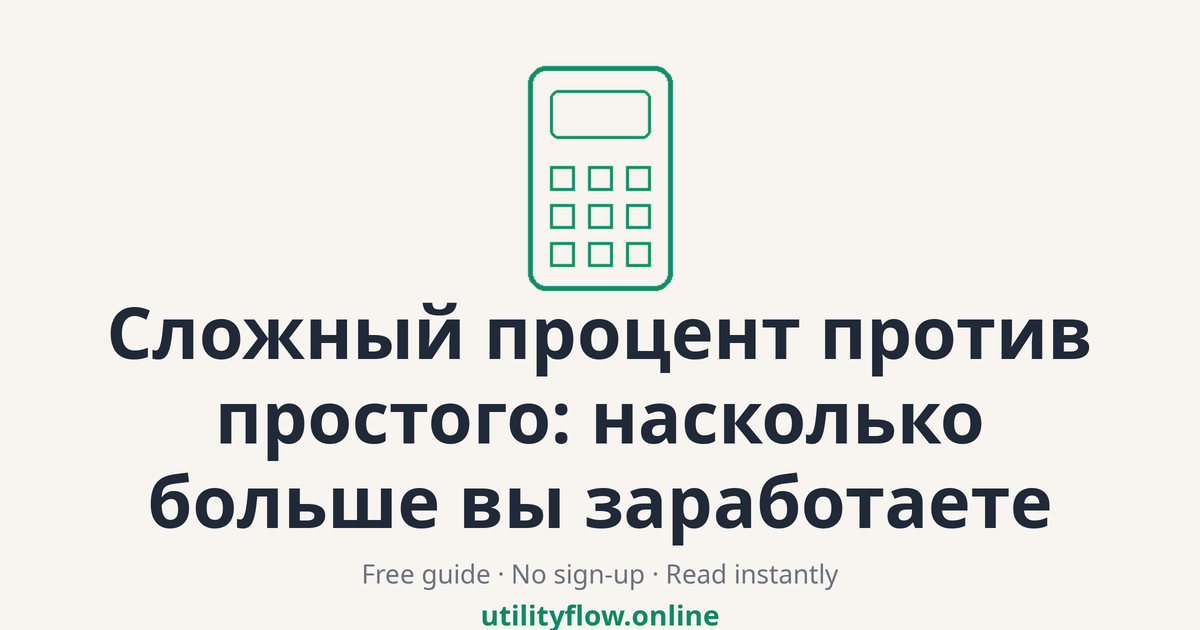 Сложный процент против
простого: насколько
больше вы заработаете
Free guide · No sign-up · Read instantly
utilityflow.online